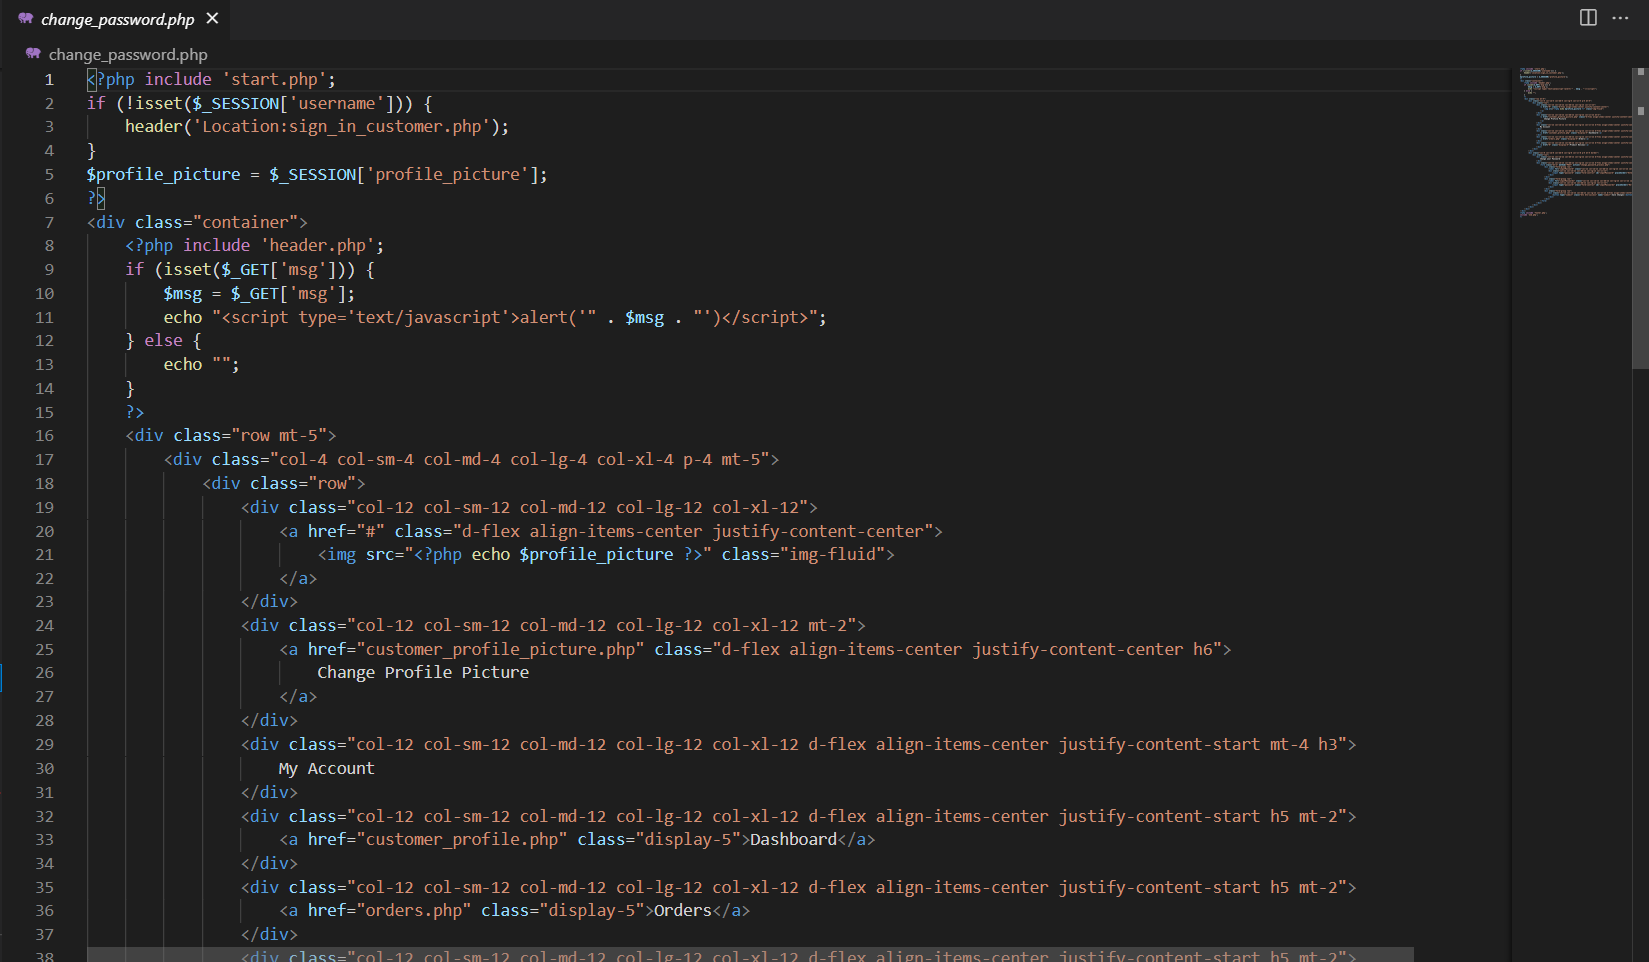 change_password.php
change_password.php
1 <?php include 'start.php';
2 if (!isset($_SESSION['username'])) {
3     header('Location:sign_in_customer.php');
4 }
5 $profile_picture = $_SESSION['profile_picture'];
6 ?>
7 <div class="container">
8     <?php include 'header.php';
9     if (isset($_GET['msg'])) {
10         $msg = $_GET['msg'];
11         echo "<script type='text/javascript'>alert('" . $msg . "')</script>";
12     } else {
13         echo "";
14     }
15     ?>
16     <div class="row mt-5">
17         <div class="col-4 col-sm-4 col-md-4 col-lg-4 col-xl-4 p-4 mt-5">
18             <div class="row">
19                 <div class="col-12 col-sm-12 col-md-12 col-lg-12 col-xl-12">
20                     <a href="#" class="d-flex align-items-center justify-content-center">
21                         <img src="<?php echo $profile_picture ?>" class="img-fluid">
22                     </a>
23                 </div>
24                 <div class="col-12 col-sm-12 col-md-12 col-lg-12 col-xl-12 mt-2">
25                     <a href="customer_profile_picture.php" class="d-flex align-items-center justify-content-center h6">
26                         Change Profile Picture
27                     </a>
28                 </div>
29                 <div class="col-12 col-sm-12 col-md-12 col-lg-12 col-xl-12 d-flex align-items-center justify-content-start mt-4 h3">
30                     My Account
31                 </div>
32                 <div class="col-12 col-sm-12 col-md-12 col-lg-12 col-xl-12 d-flex align-items-center justify-content-start h5 mt-2">
33                     <a href="customer_profile.php" class="display-5">Dashboard</a>
34                 </div>
35                 <div class="col-12 col-sm-12 col-md-12 col-lg-12 col-xl-12 d-flex align-items-center justify-content-start h5 mt-2">
36                     <a href="orders.php" class="display-5">Orders</a>
37                 </div>
38                 <div class="col-12 col-sm-12 col-md-12 col-lg-12 col-xl-12 d-flex align-items-center justify-content-start h5 mt-2">